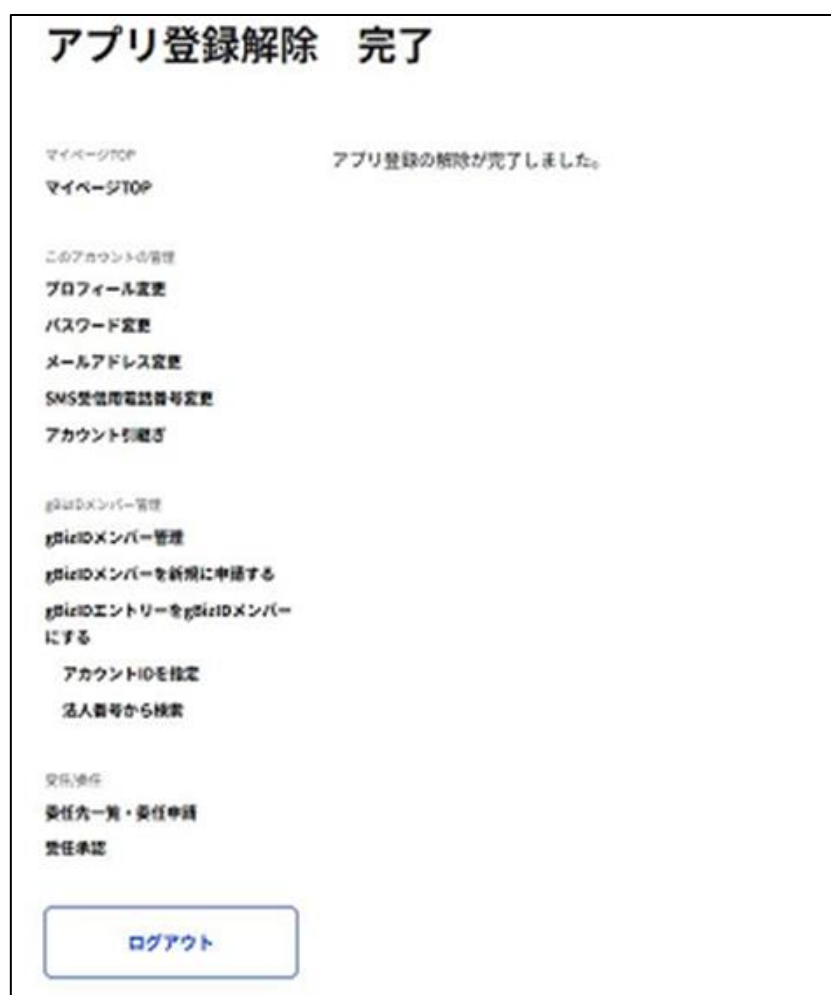 アプリ登録解除　完了
マイページTOP
アプリ登録の解除が完了しました。
マイページTOP
このアカウントの管理
プロフィール変更
パスワード変更
メールアドレス変更
SMS受信用電話番号変更
アカウント引継ぎ
gBizIDメンバー管理
gBizIDメンバー管理
gBizIDメンバーを新規に申請する
gBizIDエントリーをgBizIDメンバー
にする
アカウントIDを指定
法人番号から検索
受任/委任
委任先一覧・委任申請
受任承認
ログアウト